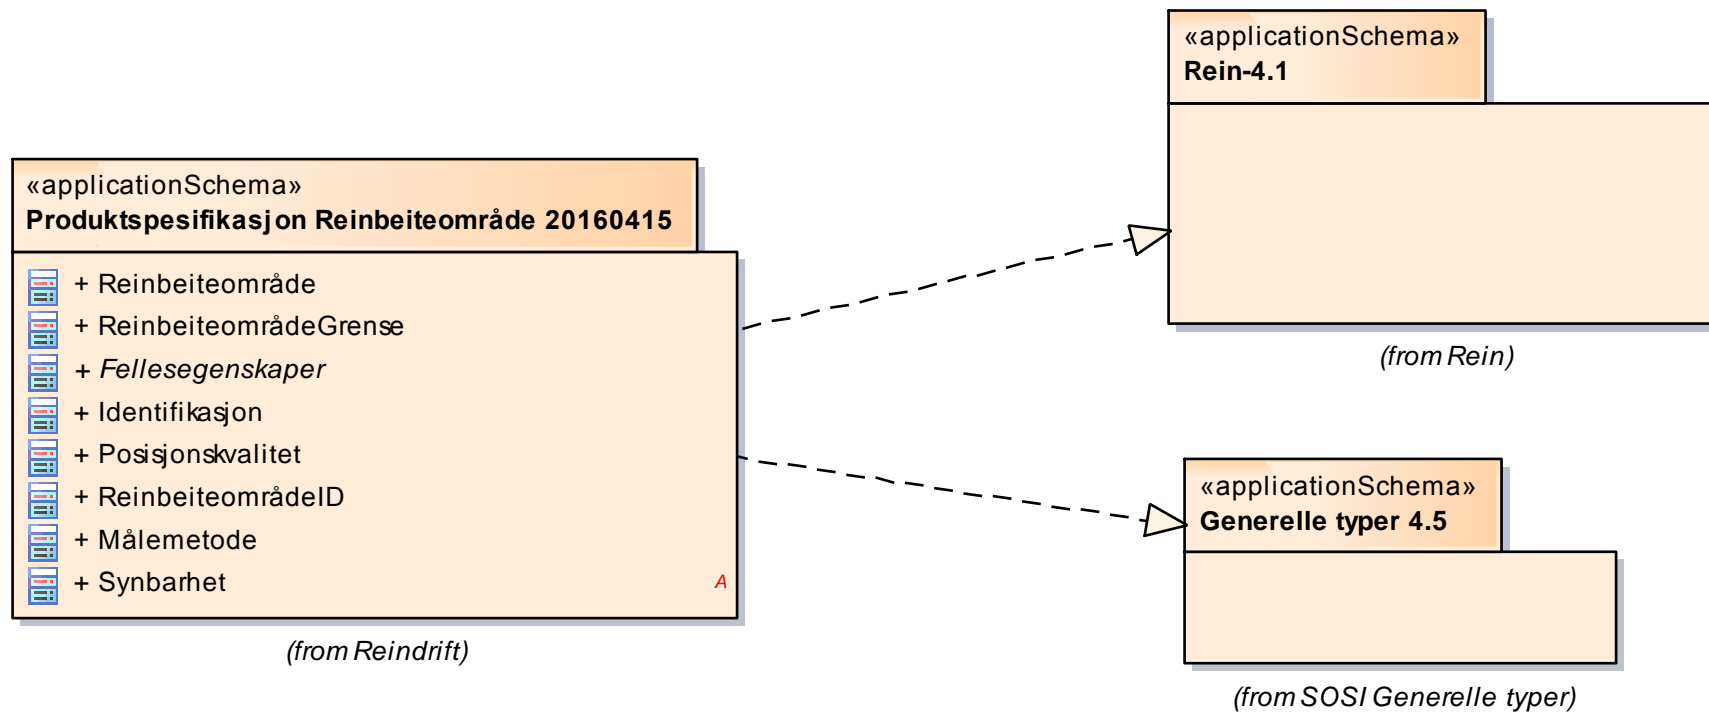 «applicationSchema»
Produktspesifikasjon Reinbeiteområde 20160415
+ Reinbeiteområde
+ ReinbeiteområdeGrense
+ Fellesegenskaper
+ Identifikasjon
+ Posisjonskvalitet
+ ReinbeiteområdeID
+ Målemetode
+ Synbarhet
A
(from Reindrift)
«applicationSchema»
Rein-4.1
(from Rein)
«applicationSchema»
Generelle typer 4.5
(from SOSI Generelle typer)